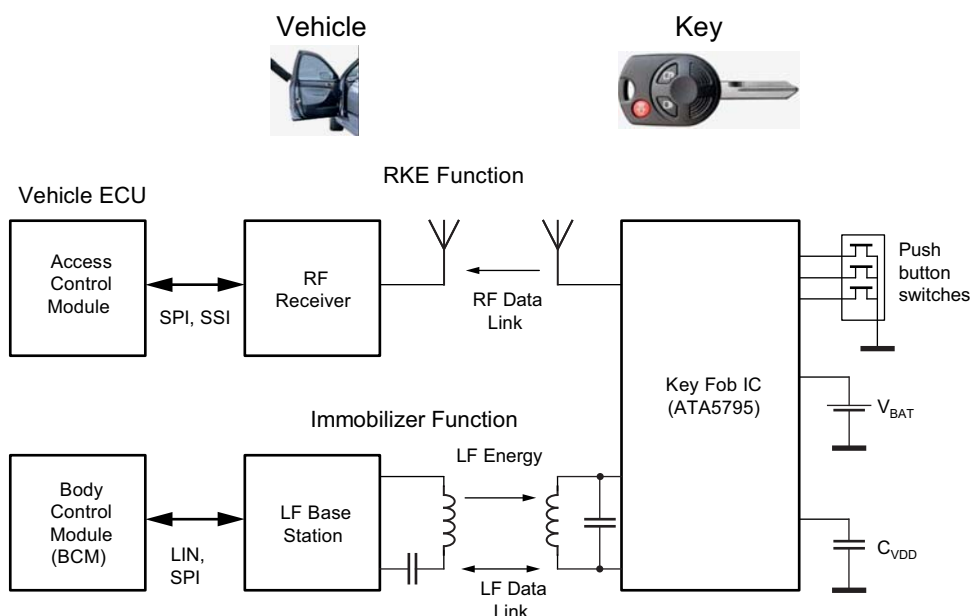 Vehicle
Key
RKE Function
Vehicle ECU
Access
Control
Module
SPI, SSI
RF
Receiver
RF Data
Link
Key Fob IC
(ATA5795)
Push
button
switches
V_BAT
C_VDD
Immobilizer Function
LF Energy
Body
Control
Module
(BCM)
LIN,
SPI
LF Base
Station
LF Data
Link